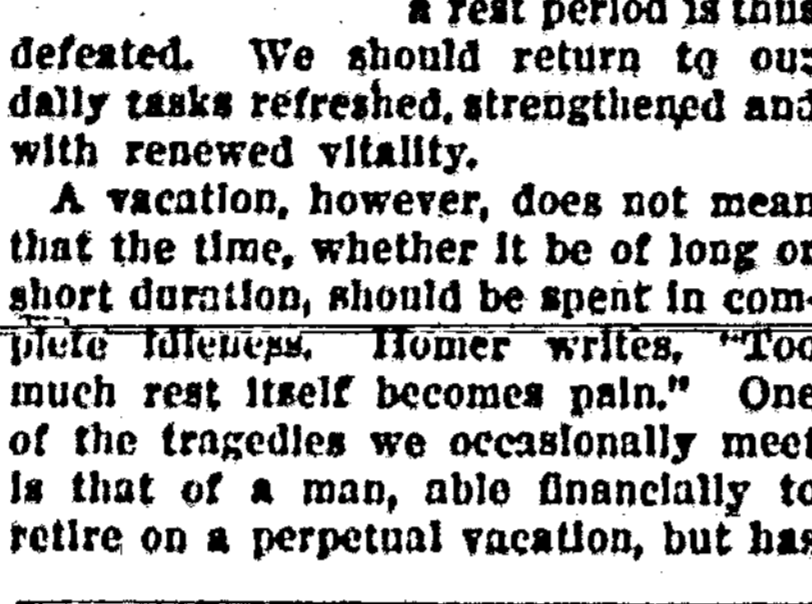 a rest period is thus
defeated. We should return to our
daily tasks refreshed, strengthened and
with renewed vitality.
A vacation, however, does not mean
that the time, whether it be of long or
short duration, should be spent in com-
plete idleness. Homer writes, "Too
much rest itself becomes pain." One
of the tragedies we occasionally meet
is that of a man, able financially to
retire on a perpetual vacation, but has